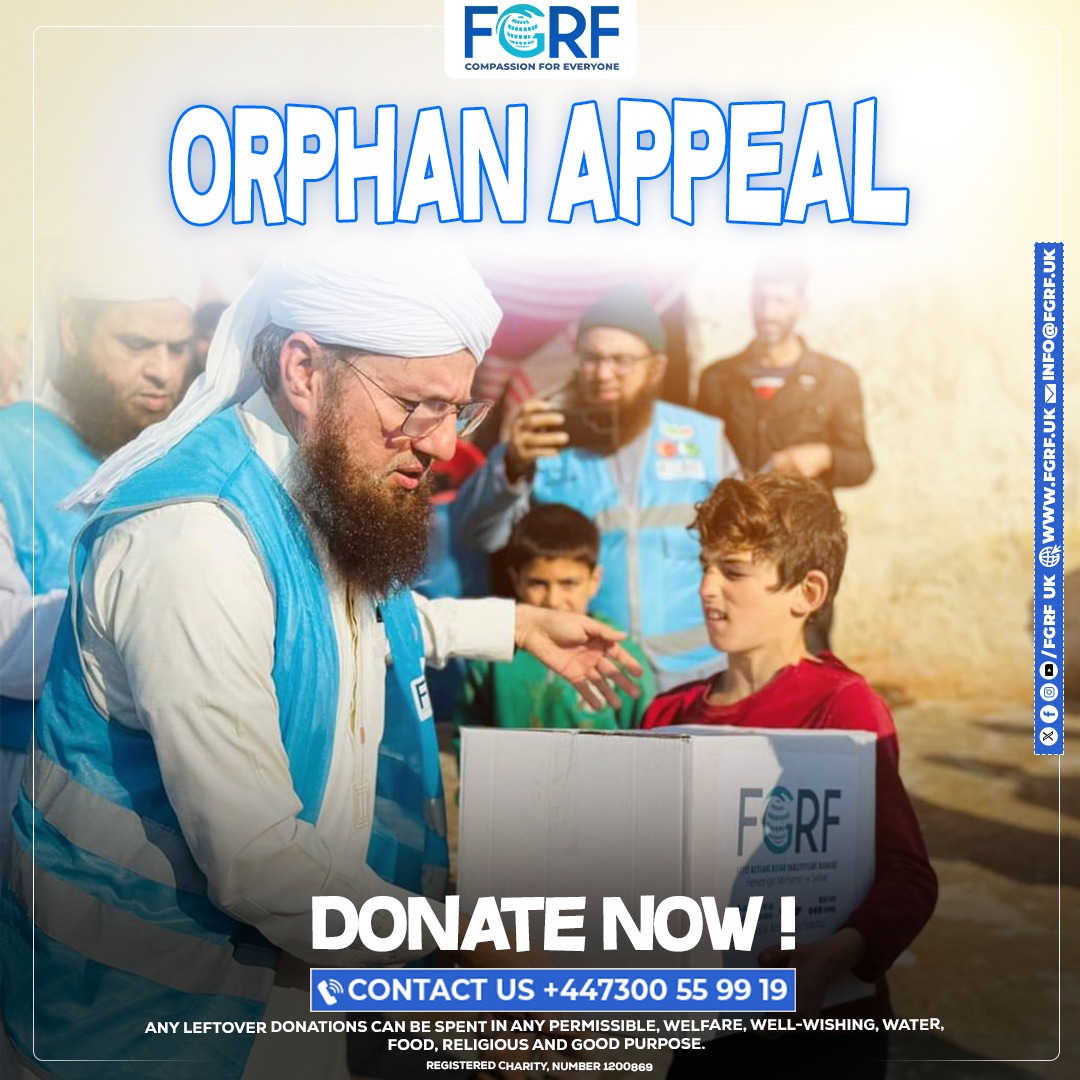 FGRF
COMPASSION FOR EVERYONE
ORPHAN APPEAL
/FGRF UK WWW.FGRF.UK INFO@FGRF.UK
FGRF
DONATE NOW !
CONTACT US +447300 55 99 19
ANY LEFTOVER DONATIONS CAN BE SPENT IN ANY PERMISSIBLE, WELFARE, WELL-WISHING, WATER,
FOOD, RELIGIOUS AND GOOD PURPOSE.
REGISTERED CHARITY, NUMBER 1200869